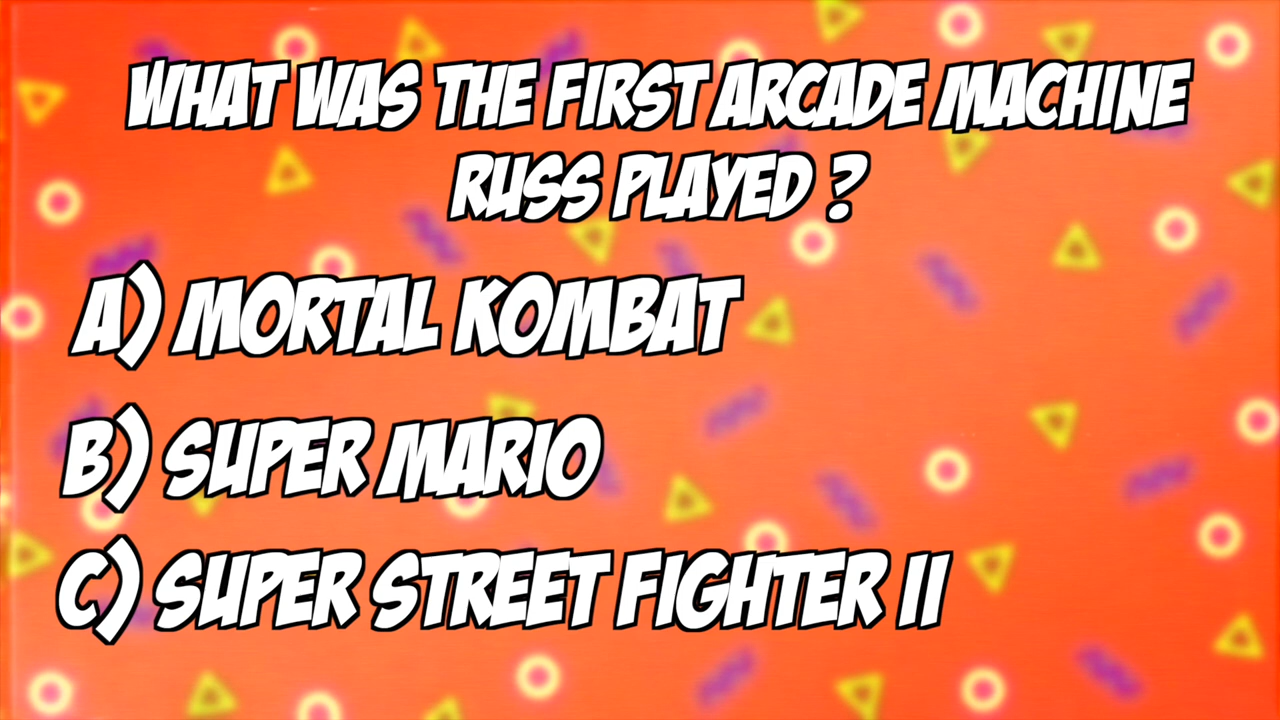 WHAT WAS THE FIRST ARCADE MACHINE
RUSS PLAYED ?
A) MORTAL KOMBAT
B) SUPER MARIO
C) SUPER STREET FIGHTER II